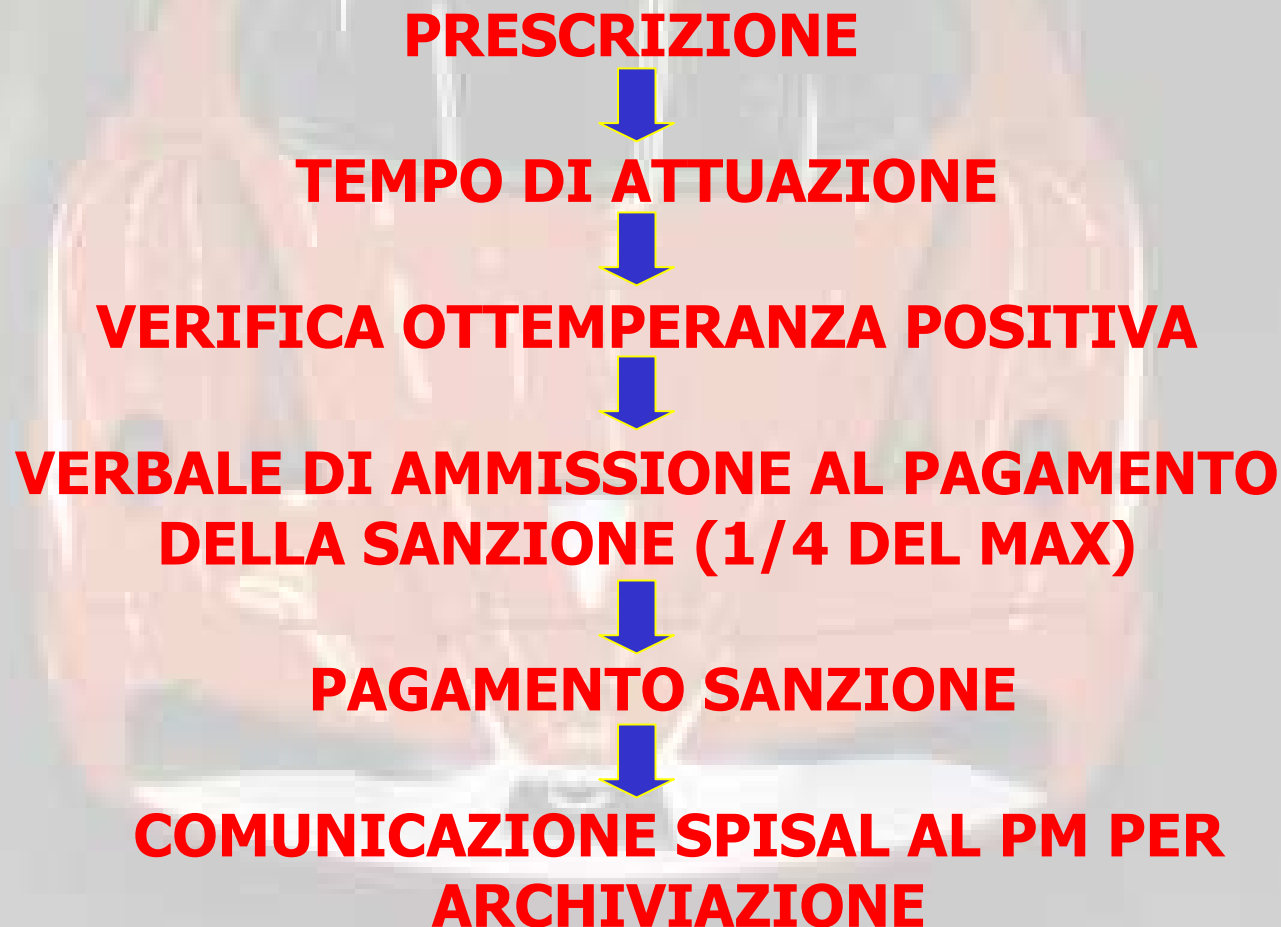 PRESCRIZIONE
TEMPO DI ATTUAZIONE
VERIFICA OTTEMPERANZA POSITIVA
VERBALE DI AMMISSIONE AL PAGAMENTO
DELLA SANZIONE (1/4 DEL MAX)
PAGAMENTO SANZIONE
COMUNICAZIONE SPISAL AL PM PER
ARCHIVIAZIONE